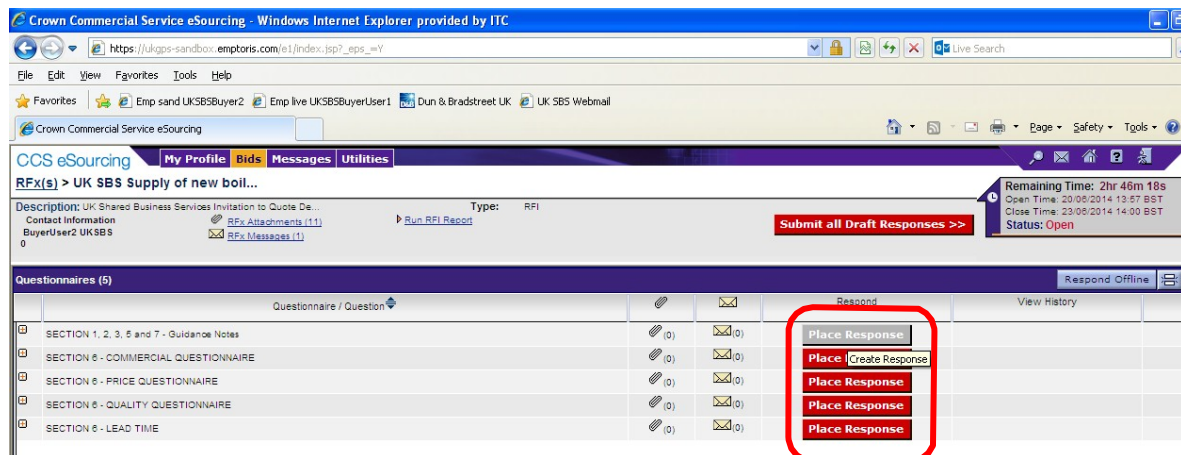 Crown Commercial Service eSourcing - Windows Internet Explorer provided by ITC
https://ukgps-sandbox.emptoris.com/e1/index.jsp?_eps_=Y
Live Search
File Edit View Favorites Tools Help
Favorites Emp sand UKSBSBuyer2 Emp live UKSBSBuyerUser1 Dun & Bradstreet UK UK SBS Webmail
Crown Commercial Service eSourcing
Page Safety Tools
CCS eSourcing My Profile Bids Messages Utilities
RFx(s) > UK SBS Supply of new boil...
Remaining Time: 2hr 46m 18s
Description: UK Shared Business Services Invitation to Quote De... Type: RFI
Open Time: 20/06/2014 13:57 BST
Contact Information RFx Attachments (11) Run RFI Report
Close Time: 23/06/2014 14:00 BST
BuyerUser2 UKSBS RFx Messages (1) Submit all Draft Responses >> Status: Open
0
Questionnaires (5) Respond Offline
Questionnaire / Question Respond View History
SECTION 1, 2, 3, 5 and 7 - Guidance Notes (0) (0) Place Response
SECTION 6 - COMMERCIAL QUESTIONNAIRE (0) (0) Place Create Response
SECTION 6 - PRICE QUESTIONNAIRE (0) (0) Place Response
SECTION 6 - QUALITY QUESTIONNAIRE (0) (0) Place Response
SECTION 6 - LEAD TIME (0) (0) Place Response